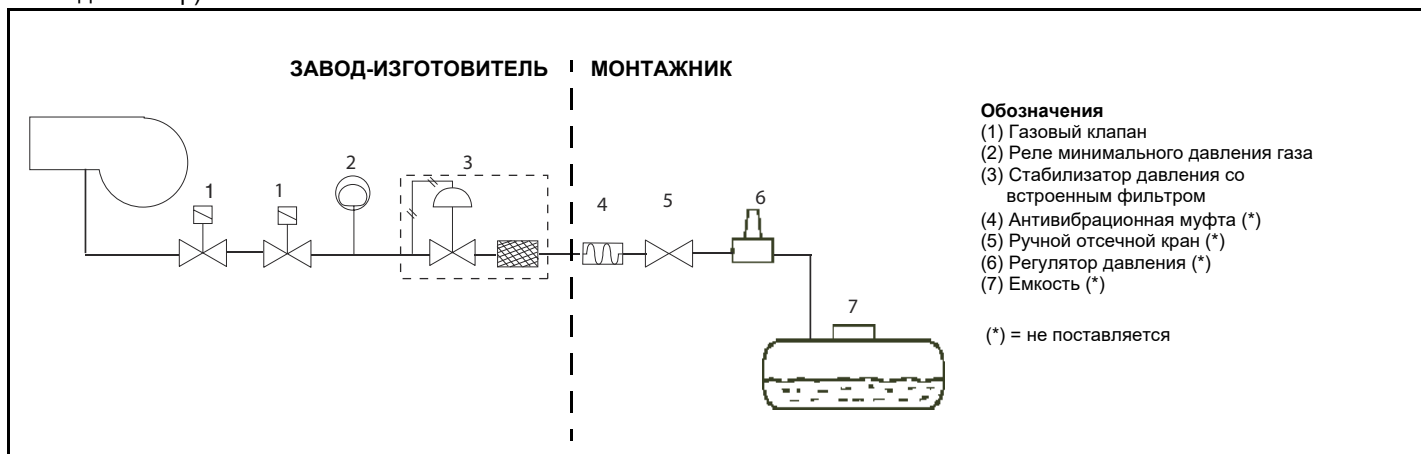 ЗАВОД-ИЗГОТОВИТЕЛЬ
МОНТАЖНИК
1
1
2
3
4
5
6
7
Обозначения
(1) Газовый клапан
(2) Реле минимального давления газа
(3) Стабилизатор давления со
встроенным фильтром
(4) Антивибрационная муфта (*)
(5) Ручной отсечной кран (*)
(6) Регулятор давления (*)
(7) Емкость (*)
(*) = не поставляется